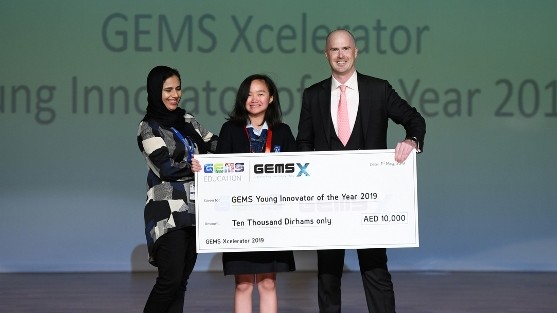 GEMS Xcelerator
ung Innovator of the Year 201
GEMS
EDUCATION
GEMS X
GEMS Young Innovator of the Year 2019
Ten Thousand Dirhams only
AED 10,000
GEMS Xcelerator 2019